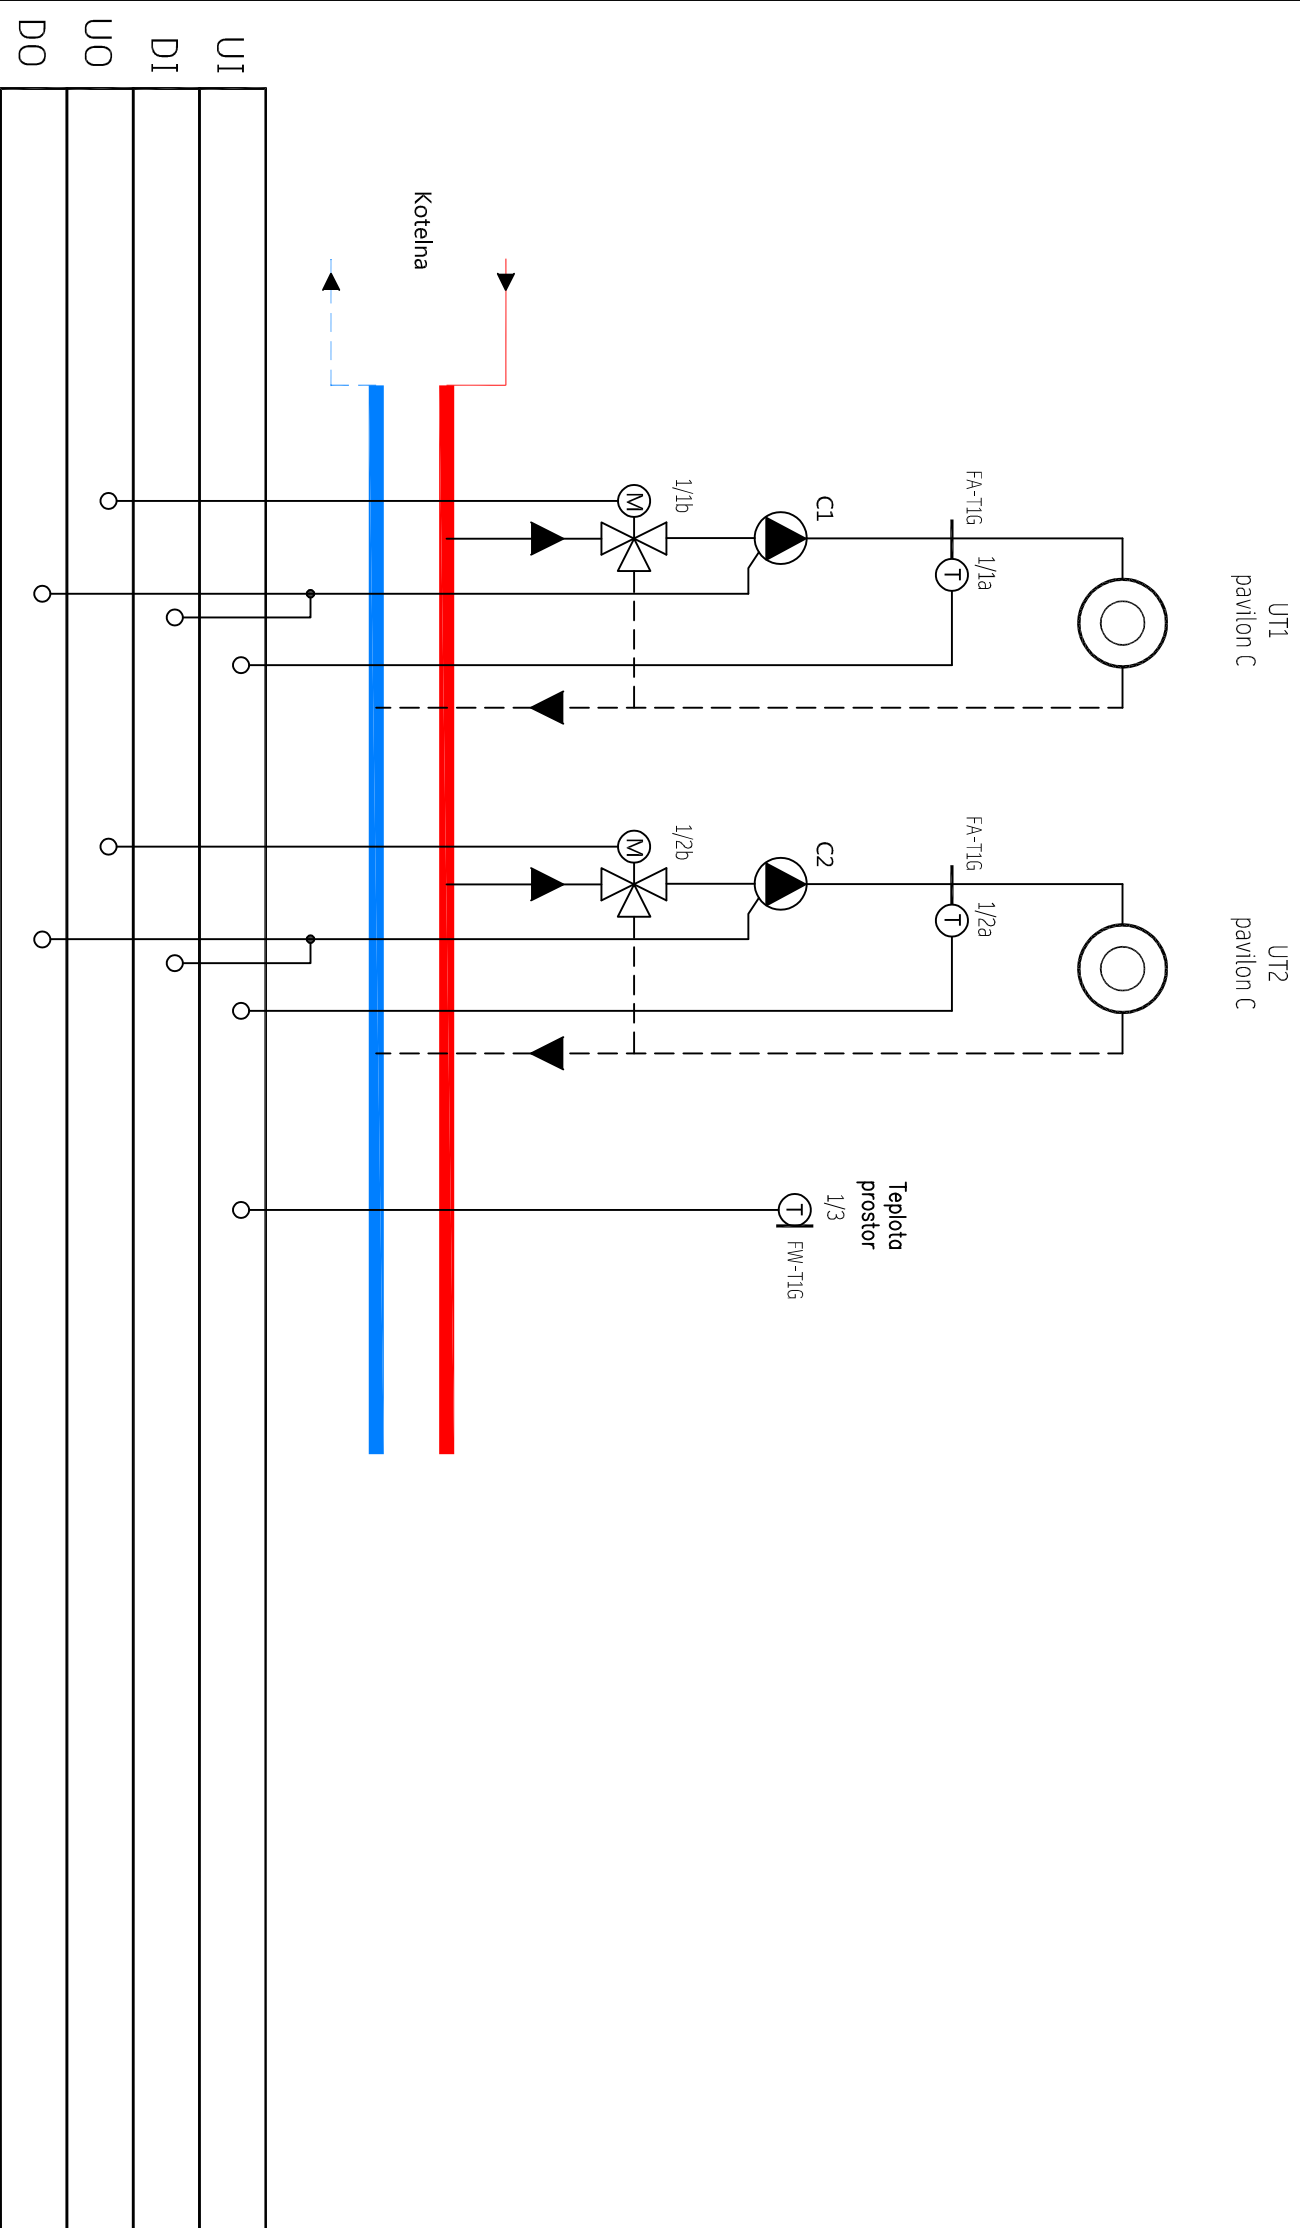 UT1
pavilon C
UT2
pavilon C
FA-T1G
1/1a
FA-T1G
1/2a
Teplota
prostor
1/3
FW-T1G
C1
C2
1/1b
1/2b
M
M
T
T
T
Kotelna
UI
DI
UO
DO